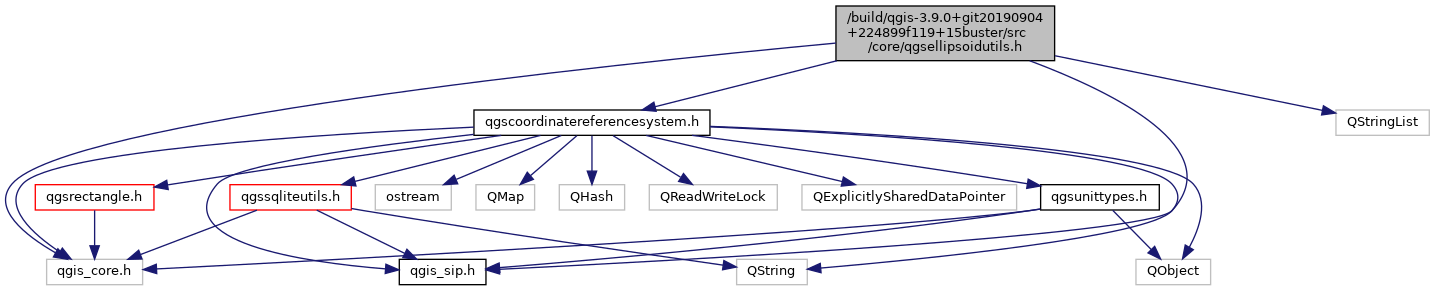 /build/qgis-3.9.0+git20190904
+224899f119+15buster/src
/core/qgsellipsoidutils.h
qgscoordinatereferencesystem.h
QStringList
qgsrectangle.h
qgssqliteutils.h
ostream
QMap
QHash
QReadWriteLock
QExplicitlySharedDataPointer
qgsunittypes.h
qgis_core.h
qgis_sip.h
QString
QObject